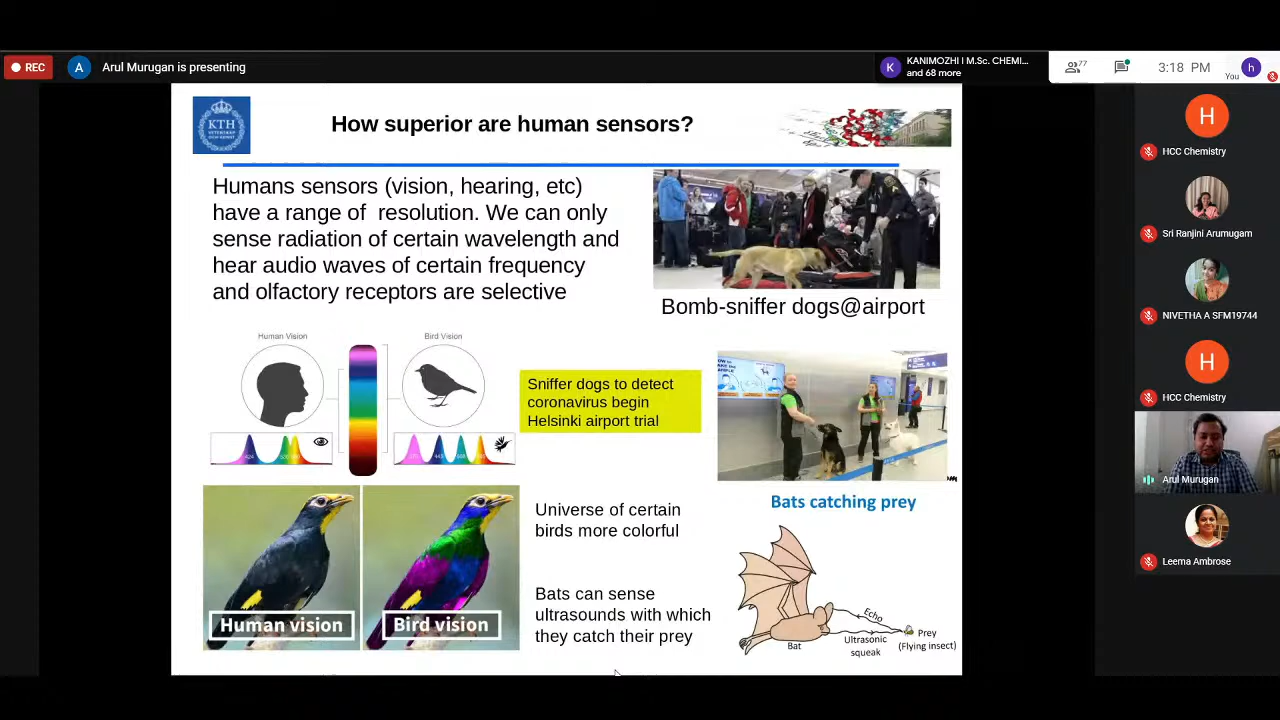 REC
A
Arul Murugan is presenting
K
KANIMOZHI I M.Sc. CHEMI...
and 68 more
77
3:18 PM
You
h
KTH
How superior are human sensors?
Humans sensors (vision, hearing, etc)
have a range of resolution. We can only
sense radiation of certain wavelength and
hear audio waves of certain frequency
and olfactory receptors are selective
Bomb-sniffer dogs@airport
Human Vision
Bird Vision
Sniffer dogs to detect
coronavirus begin
Helsinki airport trial
Human vision
Bird vision
Universe of certain
birds more colorful
Bats can sense
ultrasounds with which
they catch their prey
Bats catching prey
Echo
Ultrasonic
squeak
Bat
Prey
(Flying insect)
H
HCC Chemistry
Sri Ranjini Arumugam
NIVETHA A SFM19744
H
HCC Chemistry
Arul Murugan
Leema Ambrose